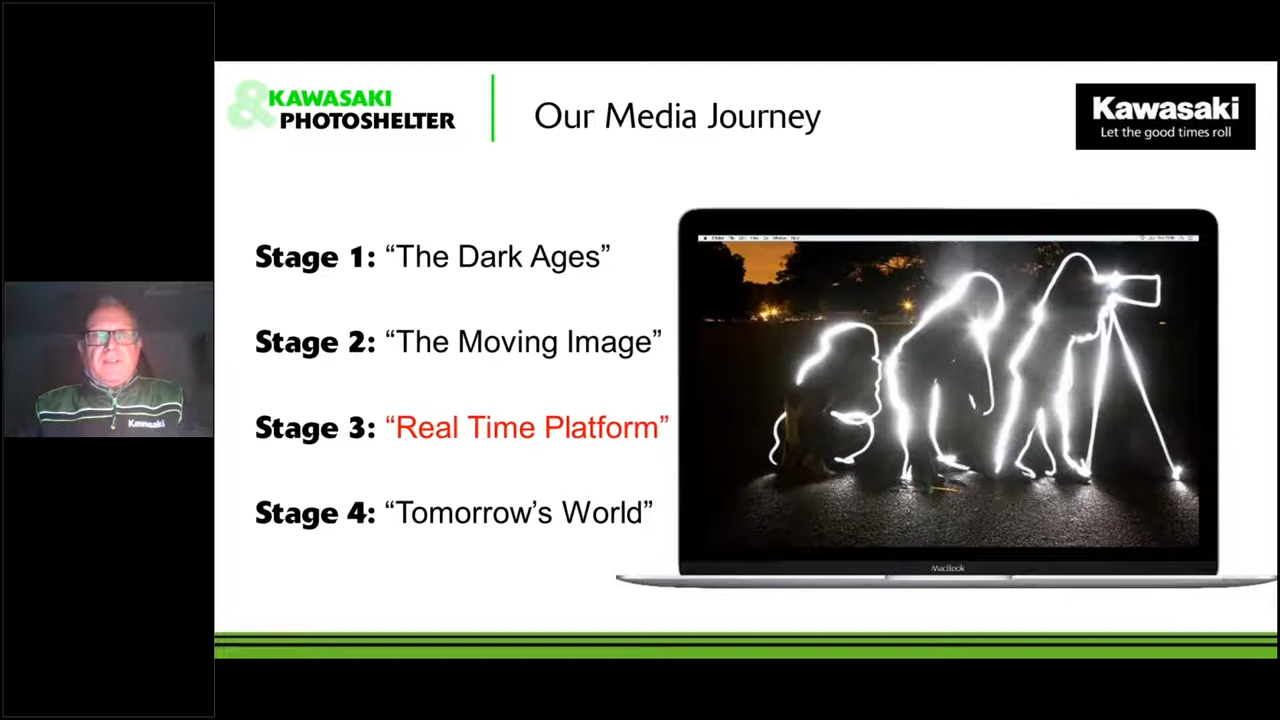 &KAWASAKI
PHOTOSHELTER
Our Media Journey
Kawasaki
Let the good times roll
Stage 1: “The Dark Ages”
Stage 2: “The Moving Image”
Stage 3: “Real Time Platform”
Stage 4: “Tomorrow’s World”
Kawasaki
MacBook